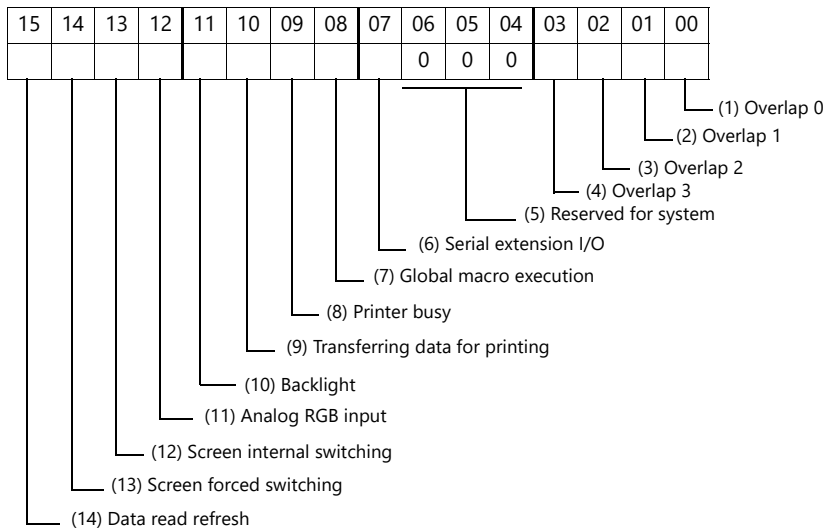 15 14 13 12 11 10 09 08 07 06 05 04 03 02 01 00
0 0 0
(1) Overlap 0
(2) Overlap 1
(3) Overlap 2
(4) Overlap 3
(5) Reserved for system
(6) Serial extension I/O
(7) Global macro execution
(8) Printer busy
(9) Transferring data for printing
(10) Backlight
(11) Analog RGB input
(12) Screen internal switching
(13) Screen forced switching
(14) Data read refresh